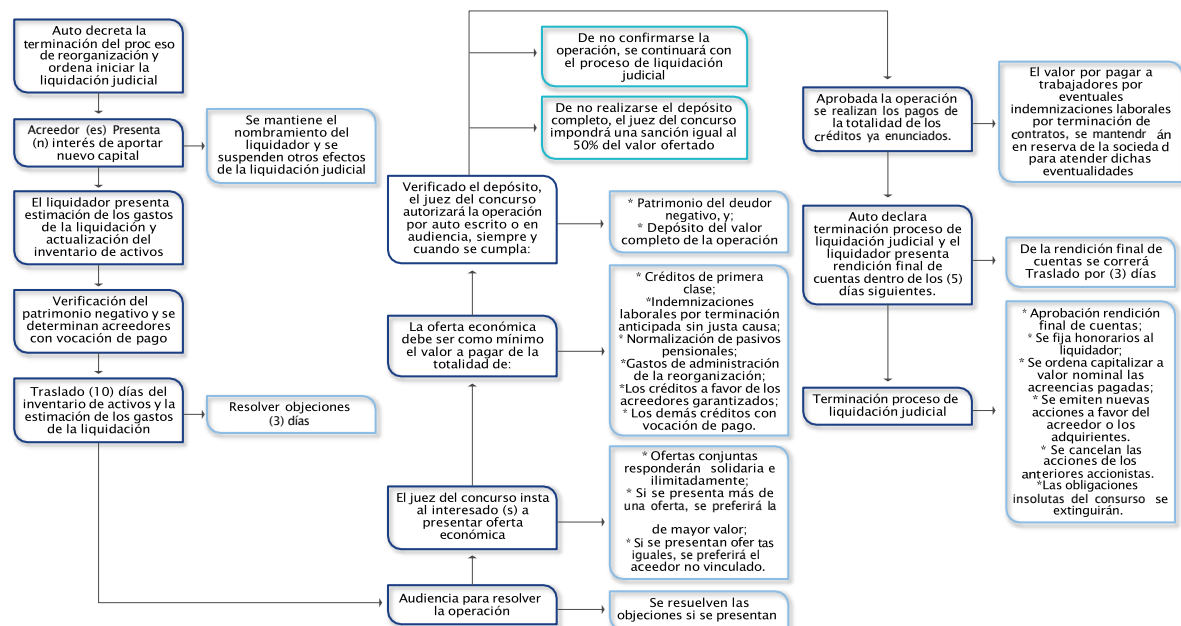 Auto decreta la
terminación del proc eso
de reorganización y
ordena iniciar la
liquidación judicial
Acreedor (es) Presenta
(n) interés de aportar
nuevo capital
Se mantiene el
nombramiento del
liquidador y se
suspenden otros efectos
de la liquidación judicial
El liquidador presenta
estimación de los gastos
de la liquidación y
actualización del
inventario de activos
Verificación del
patrimonio negativo y se
determinan acreedores
con vocación de pago
Traslado (10) días del
inventario de activos y la
estimación de los gastos
de la liquidación
Resolver objeciones
(3) días
Audiencia para resolver
la operación
Se resuelven las
objeciones si se presentan
El juez del concurso insta
al interesado (s) a
presentar oferta
económica
* Ofertas conjuntas
responderán solidaria e
ilimitadamente;
* Si se presenta más de
una oferta, se preferirá la
de mayor valor;
* Si se presentan ofer tas
iguales, se preferirá el
aceedor no vinculado.
La oferta económica
debe ser como mínimo
el valor a pagar de la
totalidad de:
* Créditos de primera
clase;
*Indemnizaciones
laborales por terminación
anticipada sin justa causa;
* Normalización de pasivos
pensionales;
*Gastos de administración
de la reorganización;
*Los créditos a favor de los
acreedores garantizados;
* Los demás créditos con
vocación de pago.
Verificado el depósito,
el juez del concurso
autorizará la operación
por auto escrito o en
audiencia, siempre y
cuando se cumpla:
* Patrimonio del deudor
negativo, y;
* Depósito del valor
completo de la operación
De no confirmarse la
operación, se continuará con
el proceso de liquidación
judicial
De no realizarse el depósito
completo, el juez del concurso
impondrá una sanción igual al
50% del valor ofertado
Aprobada la operación
se realizan los pagos de
la totalidad de los
créditos ya enunciados.
El valor por pagar a
trabajadores por
eventuales
indemnizaciones laborales
por terminación de
contratos, se mantendr án
en reserva de la socieda d
para atender dichas
eventualidades
Auto declara
terminación proceso de
liquidación judicial y el
liquidador presenta
rendición final de
cuentas dentro de los (5)
días siguientes.
De la rendición final de
cuentas se correrá
Traslado por (3) días
Terminación proceso de
liquidación judicial
* Aprobación rendición
final de cuentas;
* Se fija honorarios al
liquidador;
* Se ordena capitalizar a
valor nominal las
acreencias pagadas;
* Se emiten nuevas
acciones a favor del
acreedor o los
adquirientes.
* Se cancelan las
acciones de los
anteriores accionistas.
*Las obligaciones
insolutas del consurso se
extinguirán.